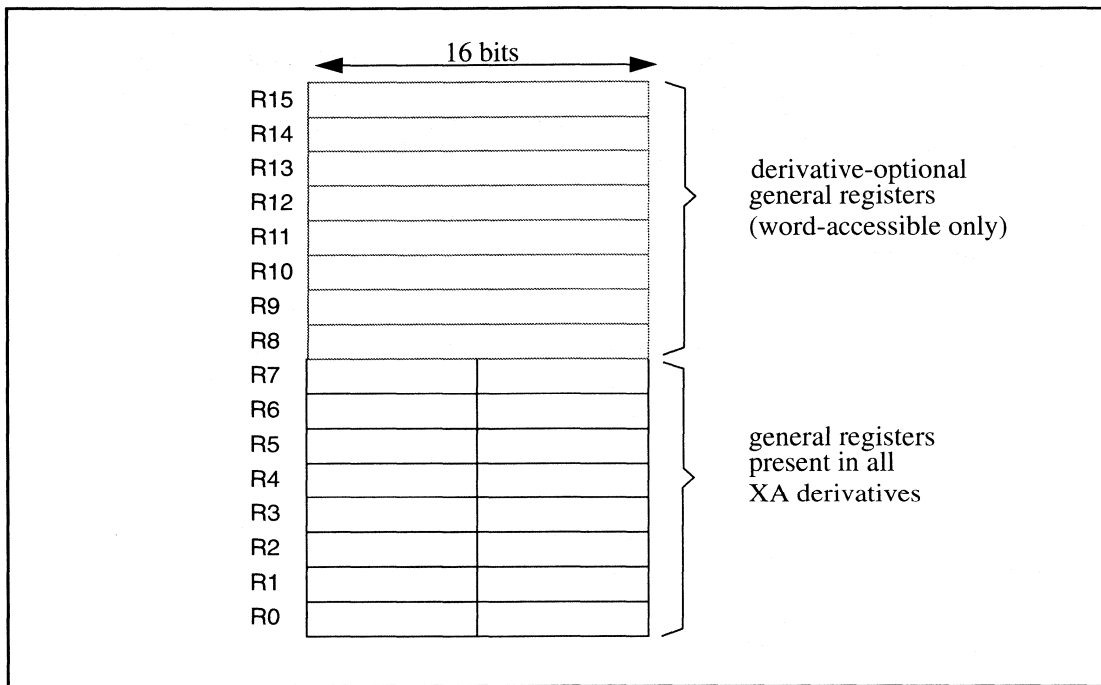 16 bits
R15
R14
R13
R12
R11
R10
R9
R8
R7
R6
R5
R4
R3
R2
R1
R0
derivative-optional
general registers
(word-accessible only)
general registers
present in all
XA derivatives